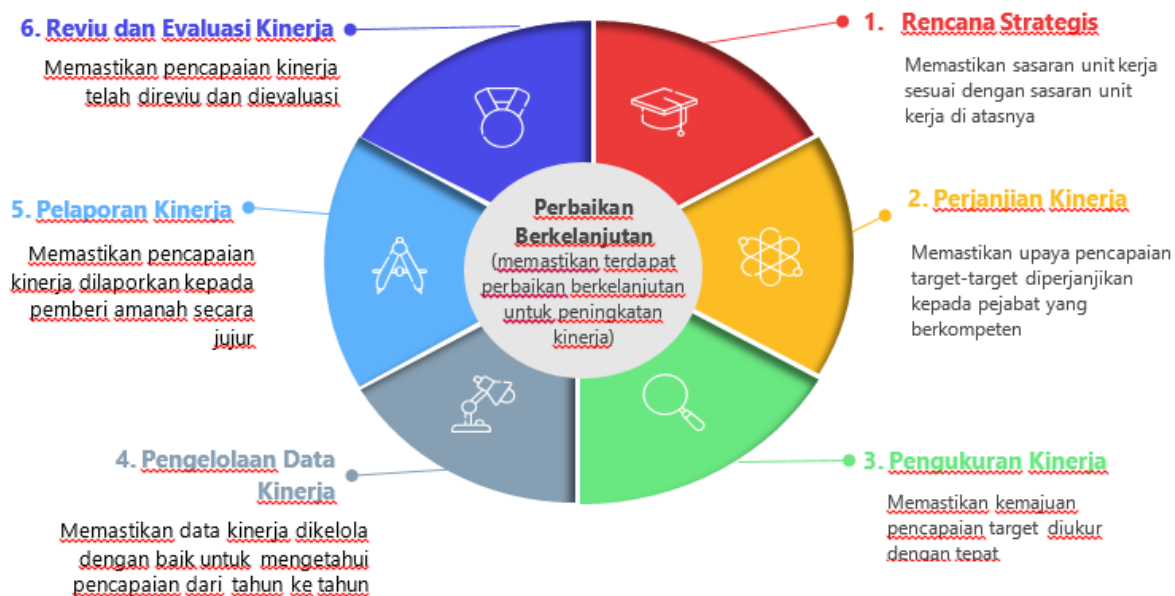 1. Rencana Strategis
Memastikan sasaran unit kerja
sesuai dengan sasaran unit
kerja di atasnya
2. Perjanjian Kinerja
Memastikan upaya pencapaian
target-target diperjanjikan
kepada pejabat yang
berkompeten
3. Pengukuran Kinerja
Memastikan kemajuan
pencapaian target diukur
dengan tepat
4. Pengelolaan Data
Kinerja
Memastikan data kinerja dikelola
dengan baik untuk mengetahui
pencapaian dari tahun ke tahun
5. Pelaporan Kinerja
Memastikan pencapaian
kinerja dilaporkan kepada
pemberi amanah secara
jujur
6. Reviu dan Evaluasi Kinerja
Memastikan pencapaian kinerja
telah direviu dan dievaluasi
Perbaikan
Berkelanjutan
(memastikan terdapat
perbaikan berkelanjutan
untuk peningkatan
kinerja)